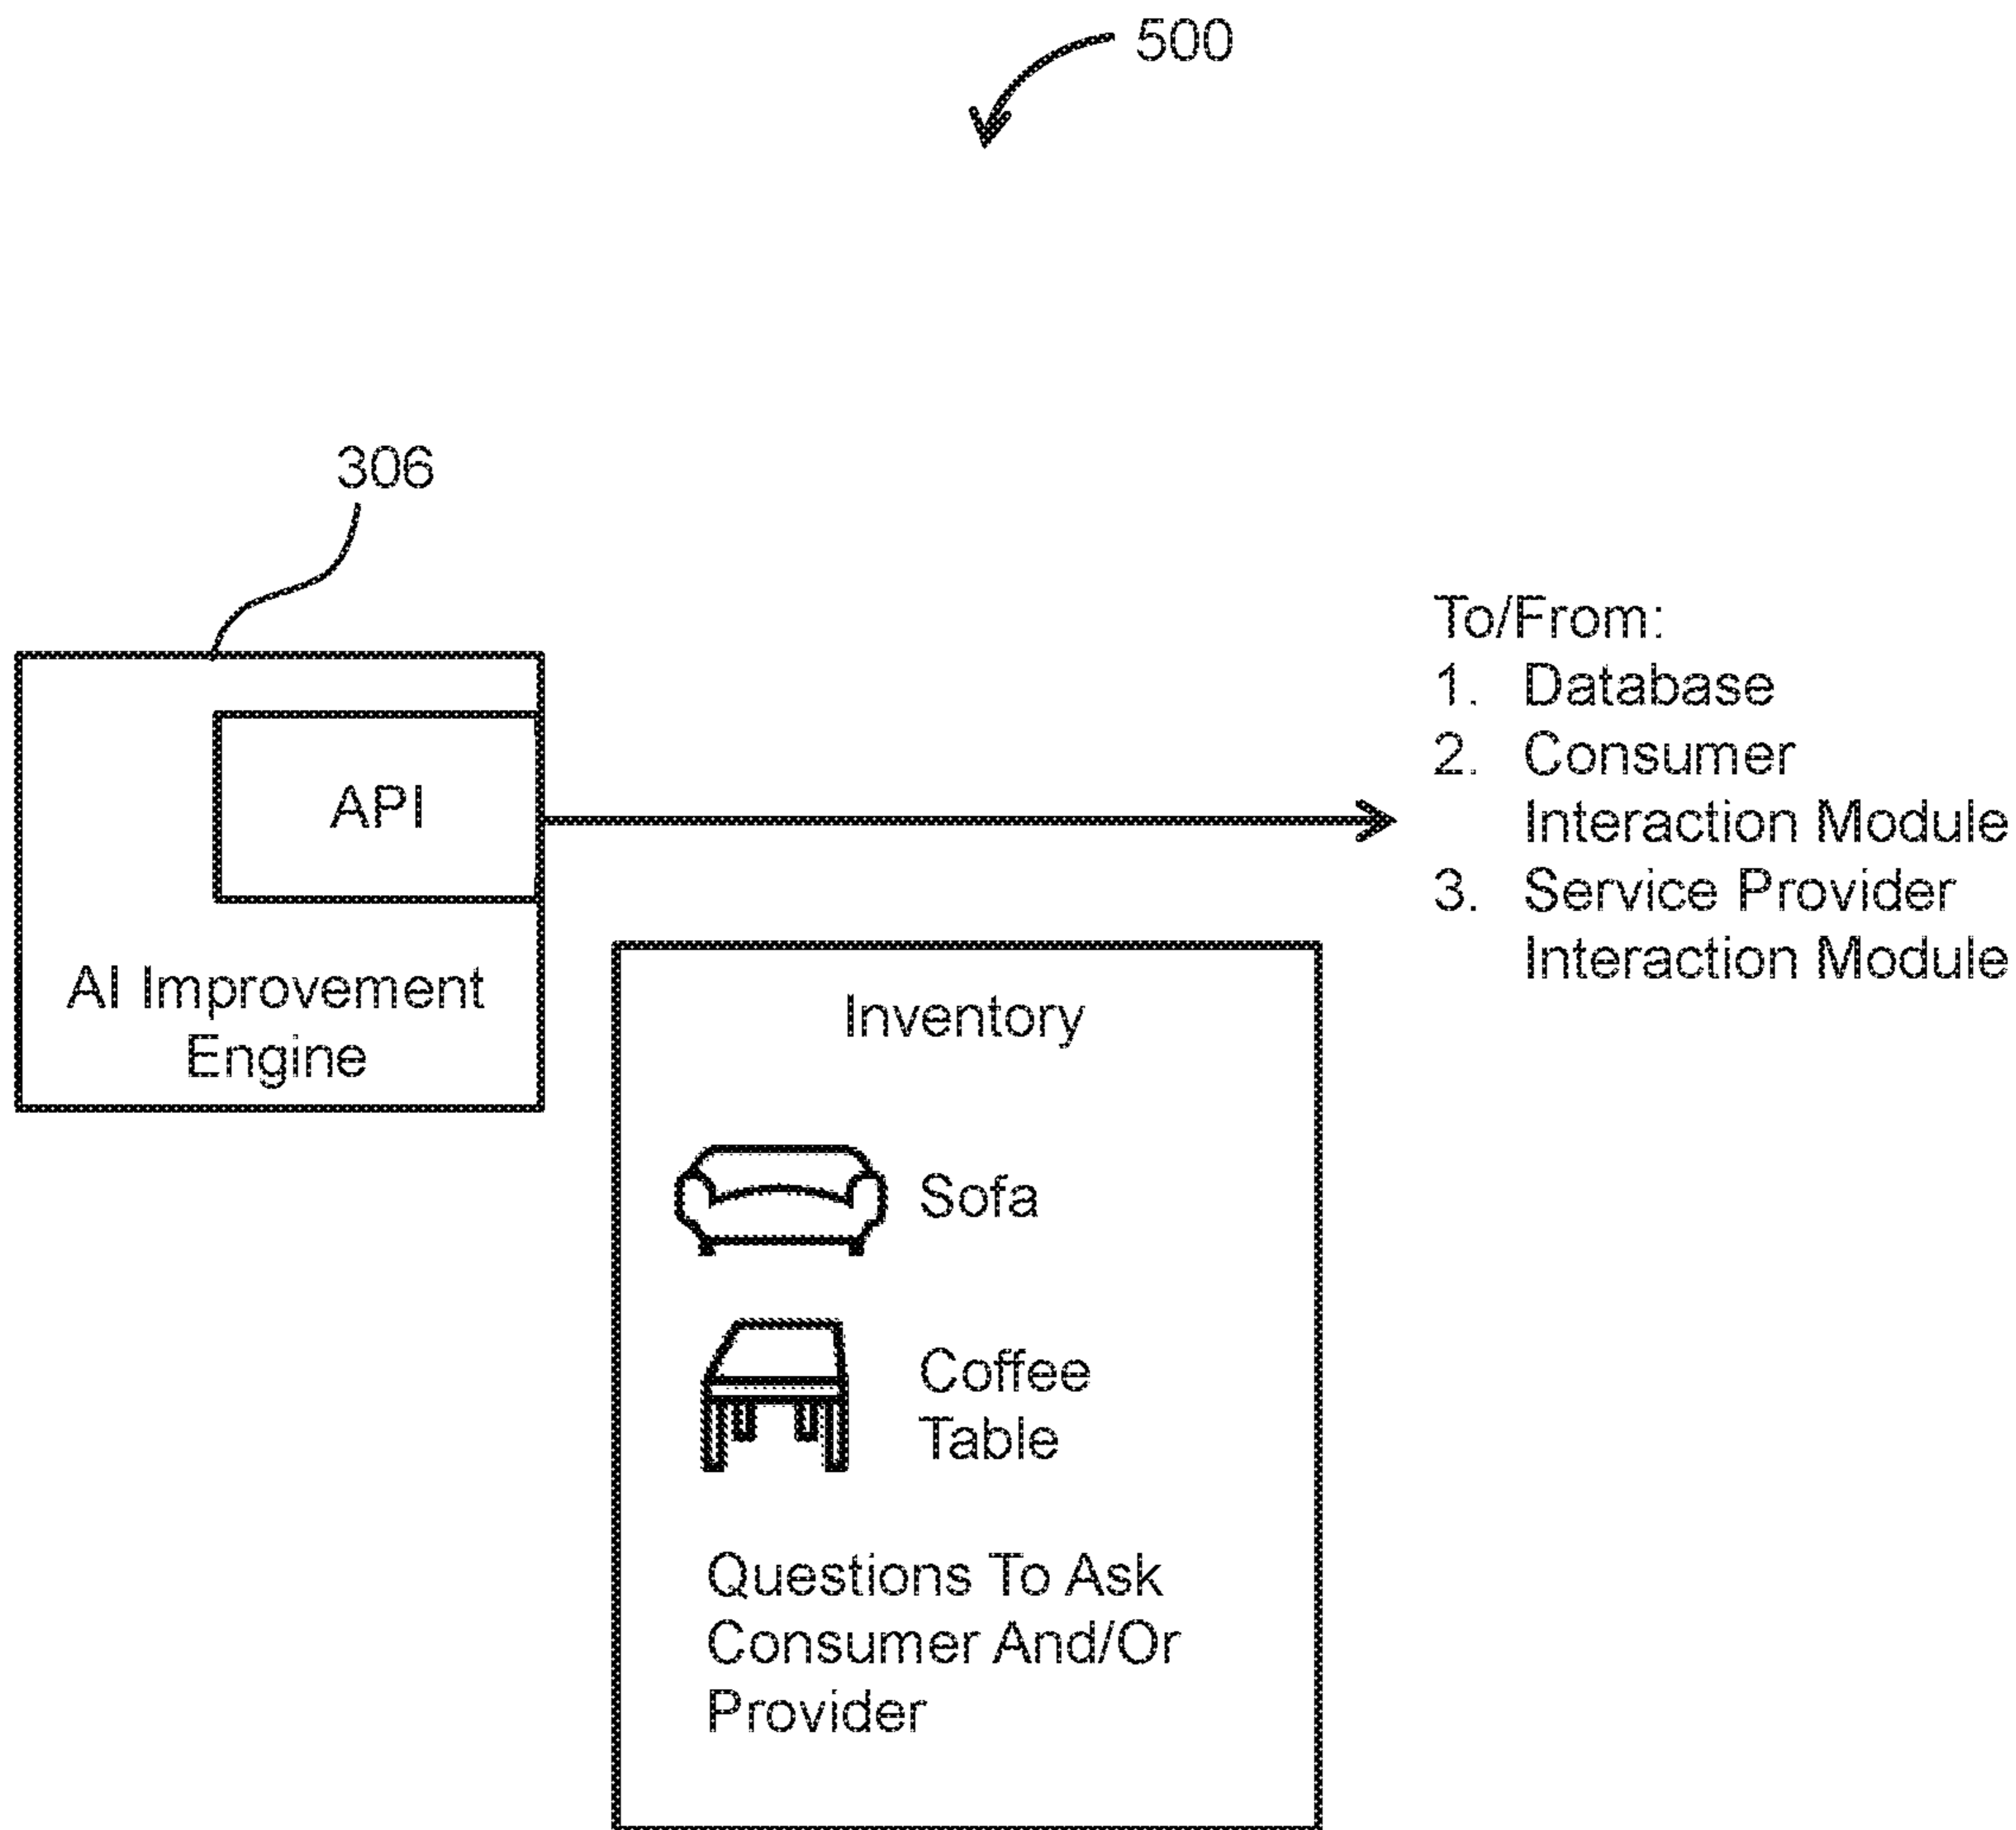 500
306
To/From:
1. Database
2. Consumer
Interaction Module
3. Service Provider
Interaction Module
API
AI Improvement
Engine
Inventory
Sofa
Coffee
Table
Questions To Ask
Consumer And/Or
Provider